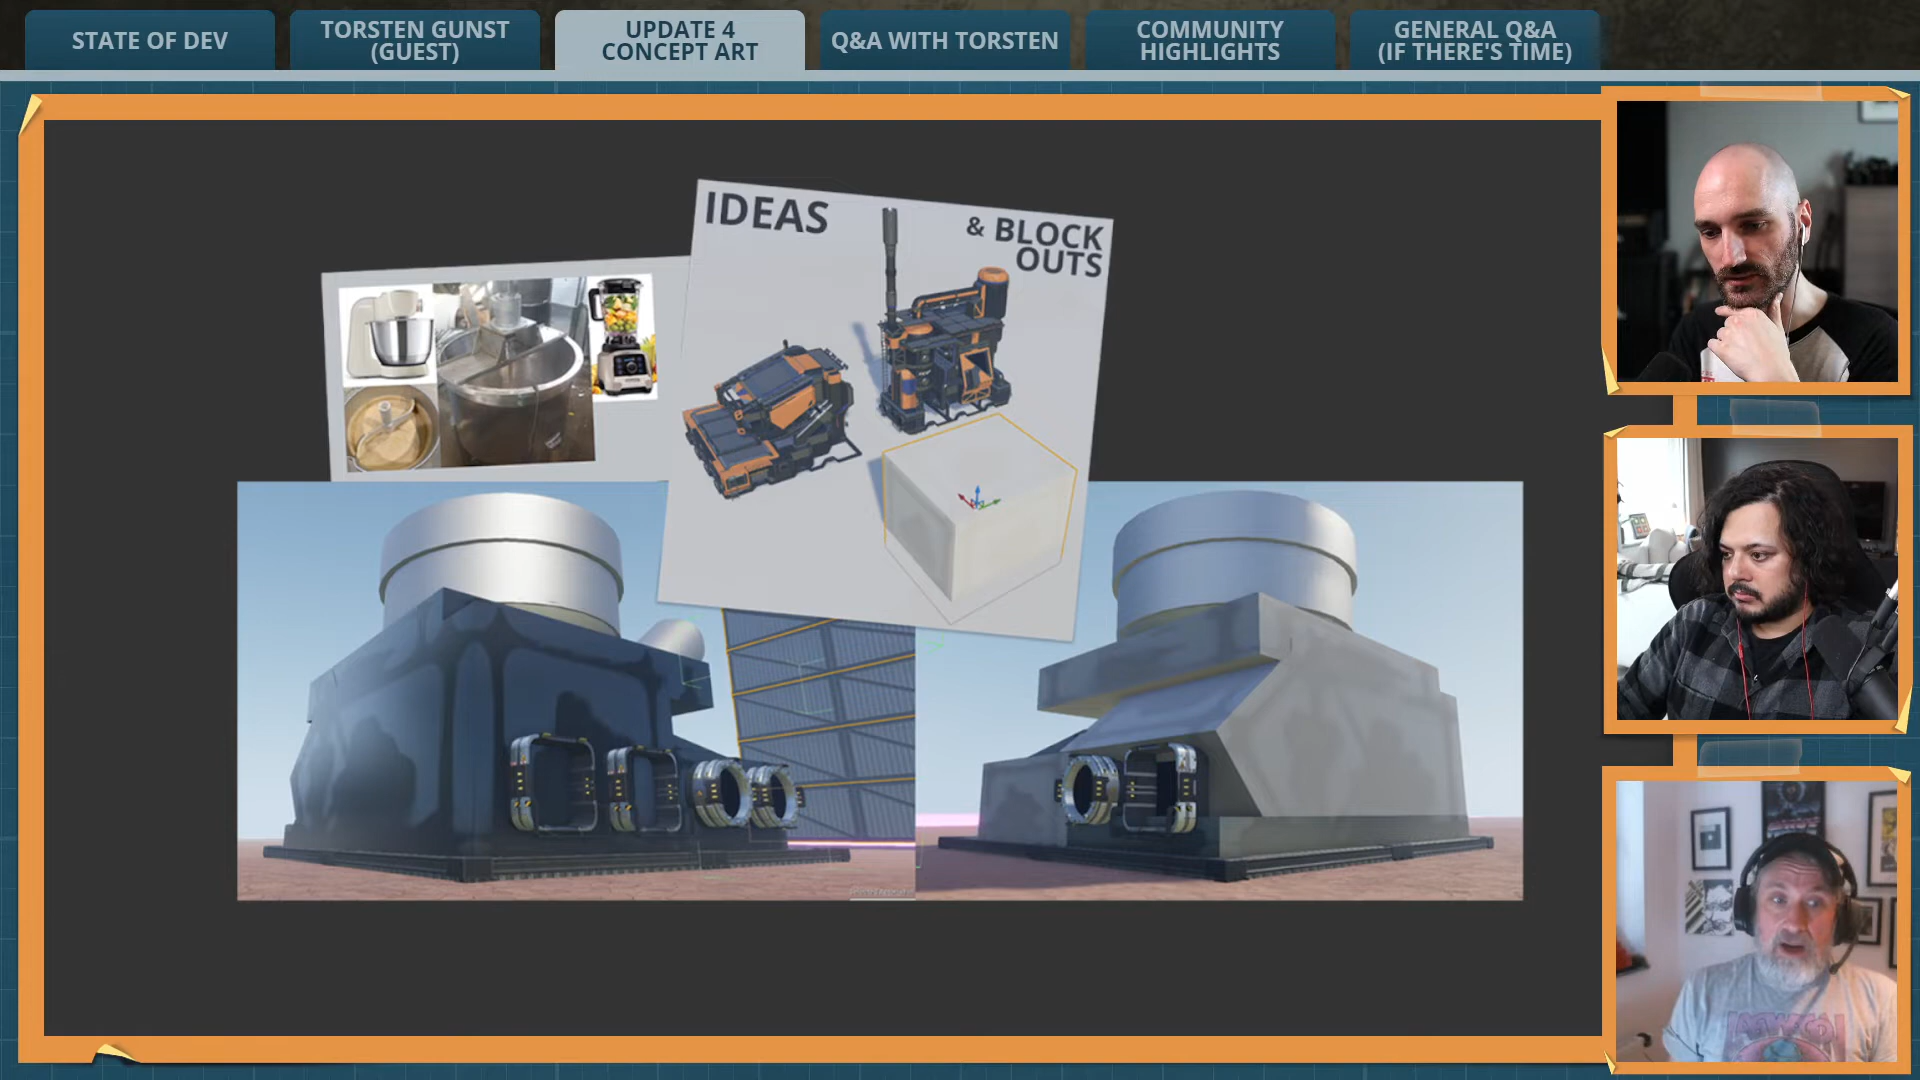 STATE OF DEV
TORSTEN GUNST
(GUEST)
UPDATE 4
CONCEPT ART
Q&A WITH TORSTEN
COMMUNITY
HIGHLIGHTS
GENERAL Q&A
(IF THERE'S TIME)
IDEAS
& BLOCK
OUTS